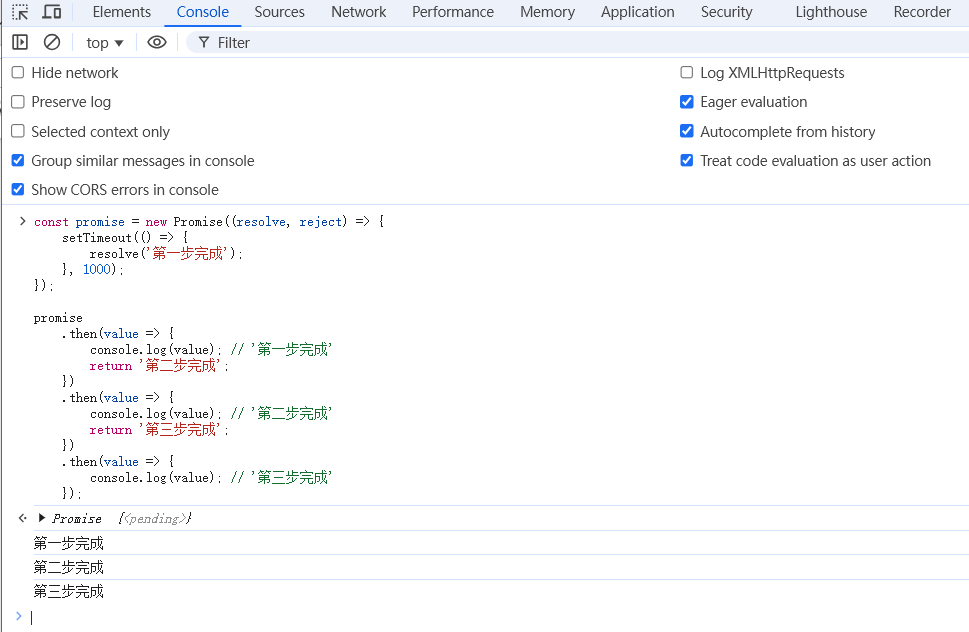 Elements Console Sources Network Performance Memory Application Security Lighthouse Recorder
top Filter
Hide network Log XMLHttpRequests
Preserve log Eager evaluation
Selected context only Autocomplete from history
Group similar messages in console Treat code evaluation as user action
Show CORS errors in console
const promise = new Promise((resolve, reject) => {
    setTimeout(() => {
        resolve('第一步完成');
    }, 1000);
});

promise
    .then(value => {
        console.log(value); // '第一步完成'
        return '第二步完成';
    })
    .then(value => {
        console.log(value); // '第二步完成'
        return '第三步完成';
    })
    .then(value => {
        console.log(value); // '第三步完成'
    });
Promise {<pending>}
第一步完成
第二步完成
第三步完成